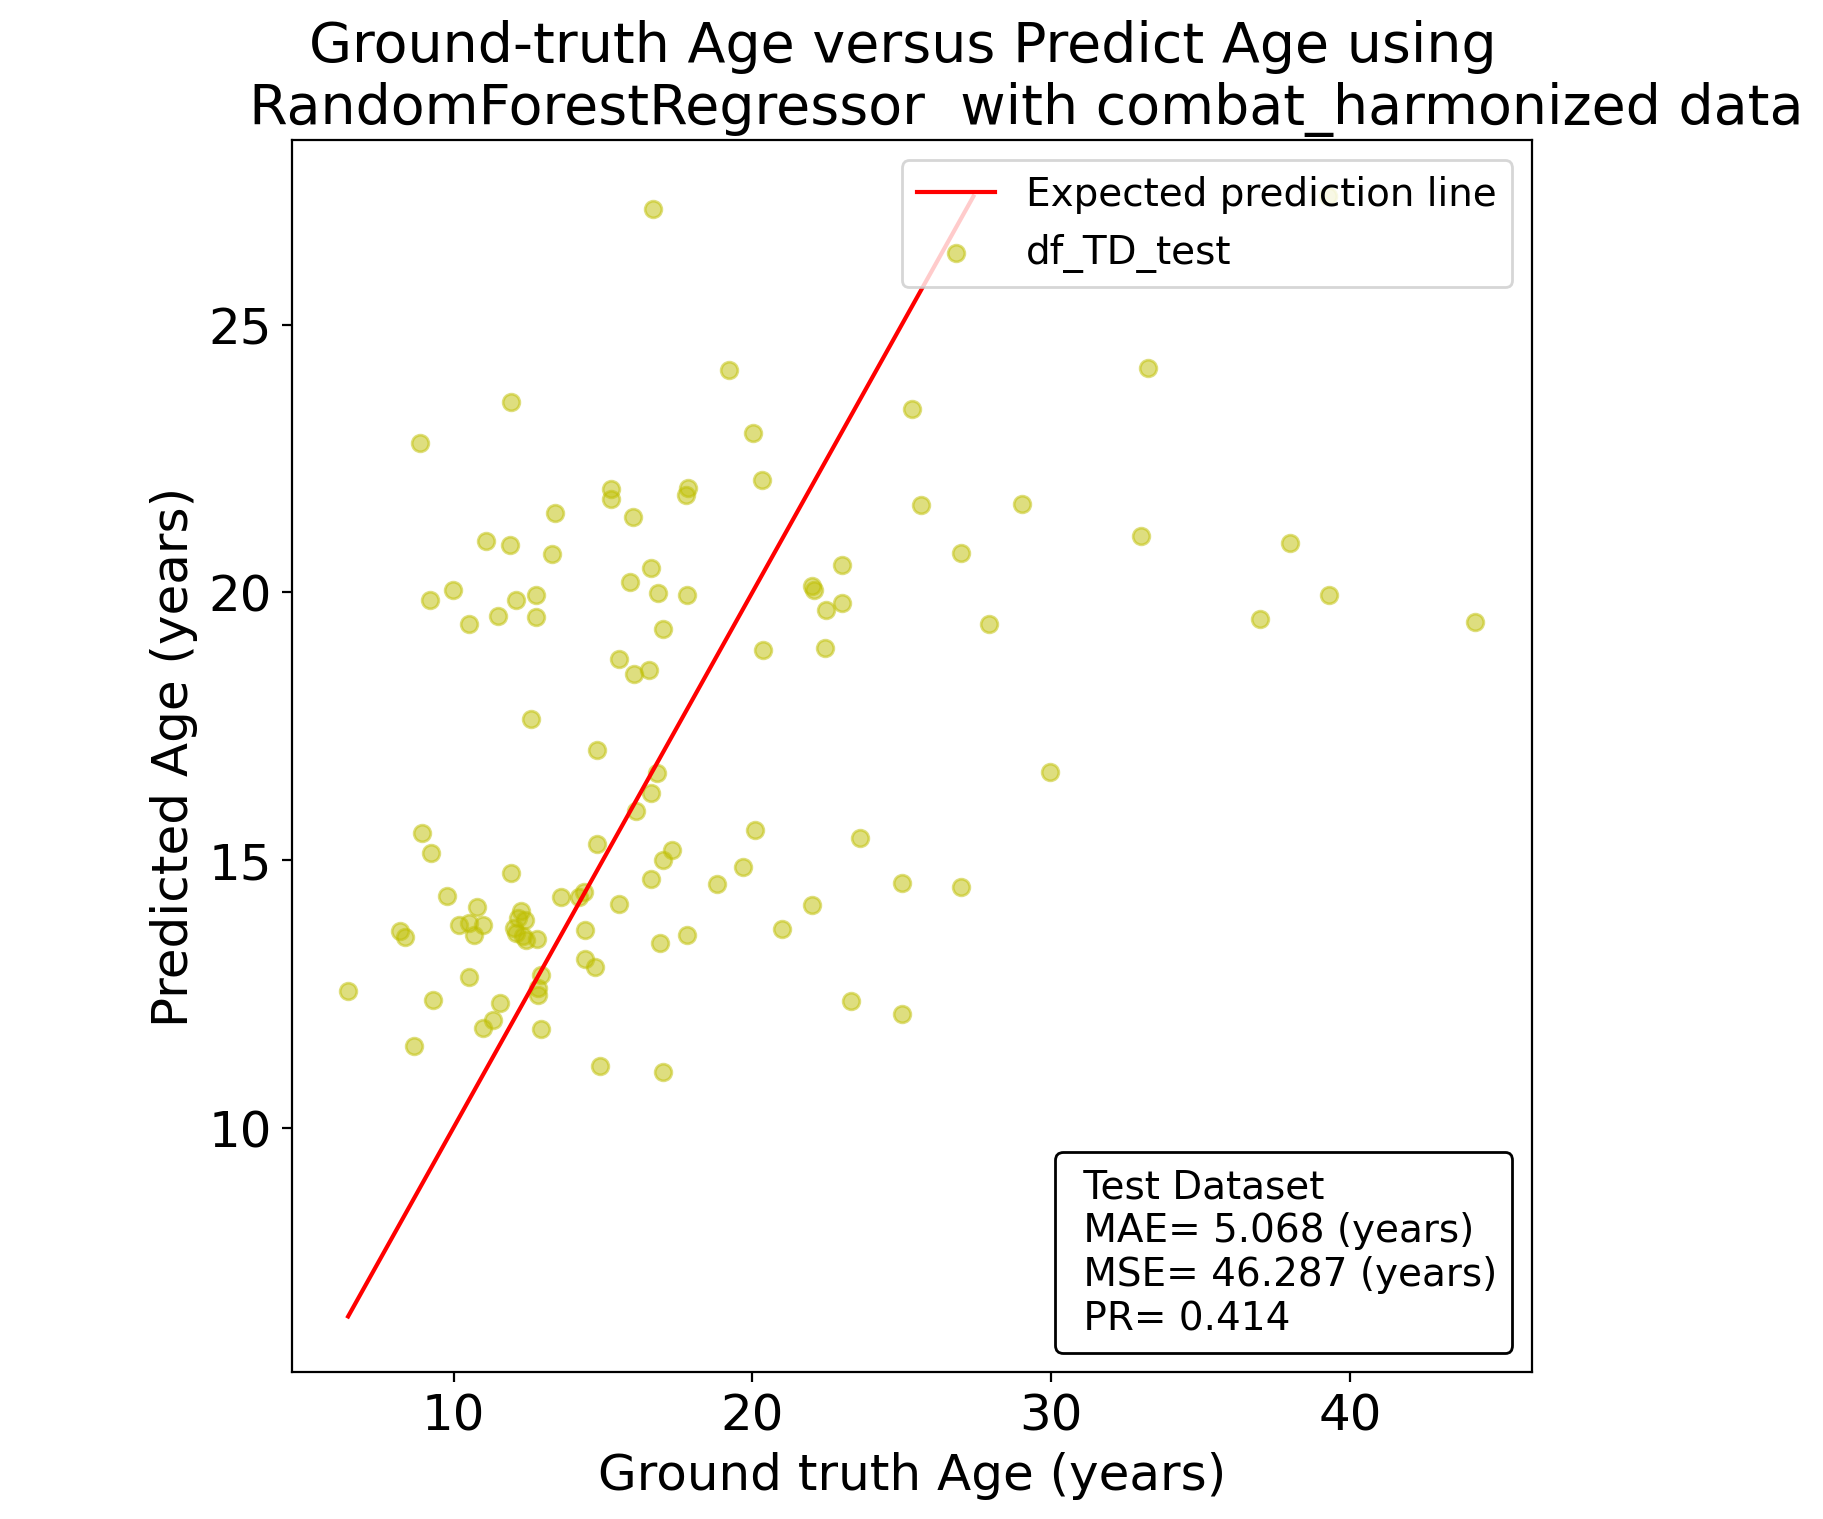 Ground-truth Age versus Predict Age using
RandomForestRegressor  with combat_harmonized data
Expected prediction line
df_TD_test
25
20
15
10
Predicted Age (years)
Test Dataset
MAE= 5.068 (years)
MSE= 46.287 (years)
PR= 0.414
10 20 30 40
Ground truth Age (years)